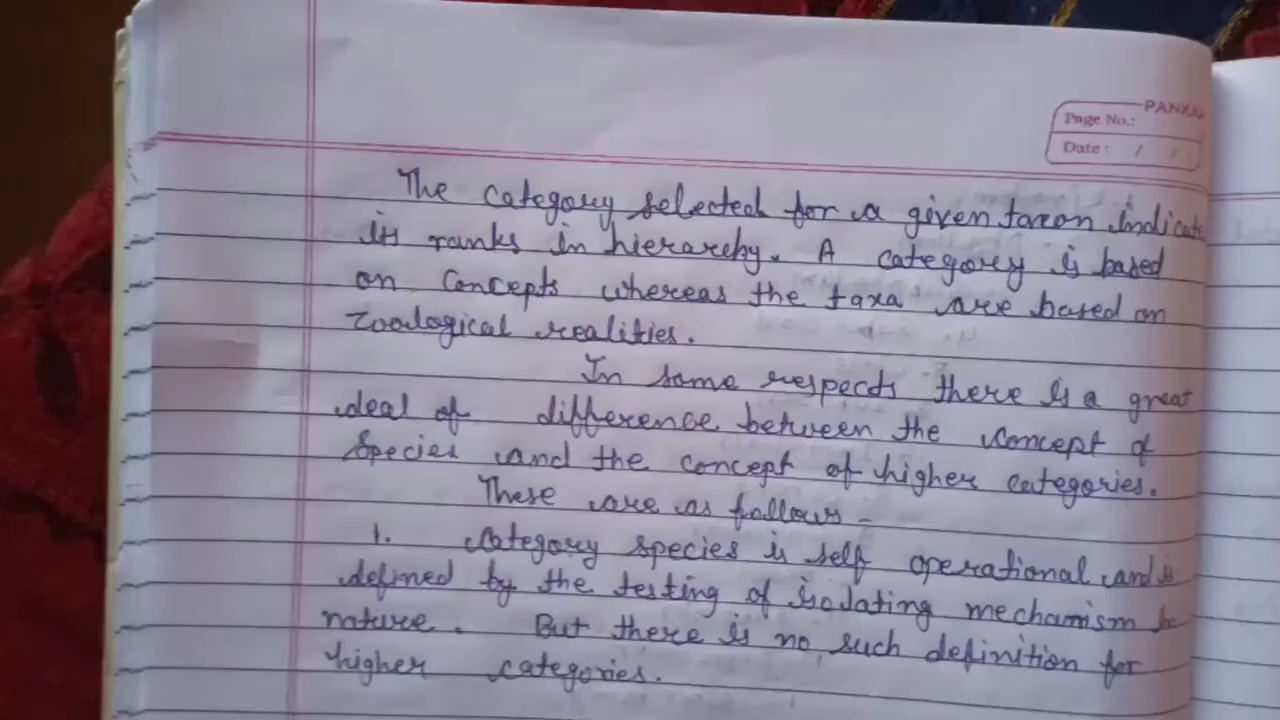 PANKAJ
Page No.:
Date: / /
The category selected for a given taxon indicate
its ranks in hierarchy. A category is based
on concepts whereas the taxa are based on
Zoological realities.
In some respects there is a great
deal of difference between the concept of
species and the concept of higher categories.
These are as follows -
1. category species is self operational and is
defined by the testing of isolating mechanism
nature. But there is no such definition for
higher categories.